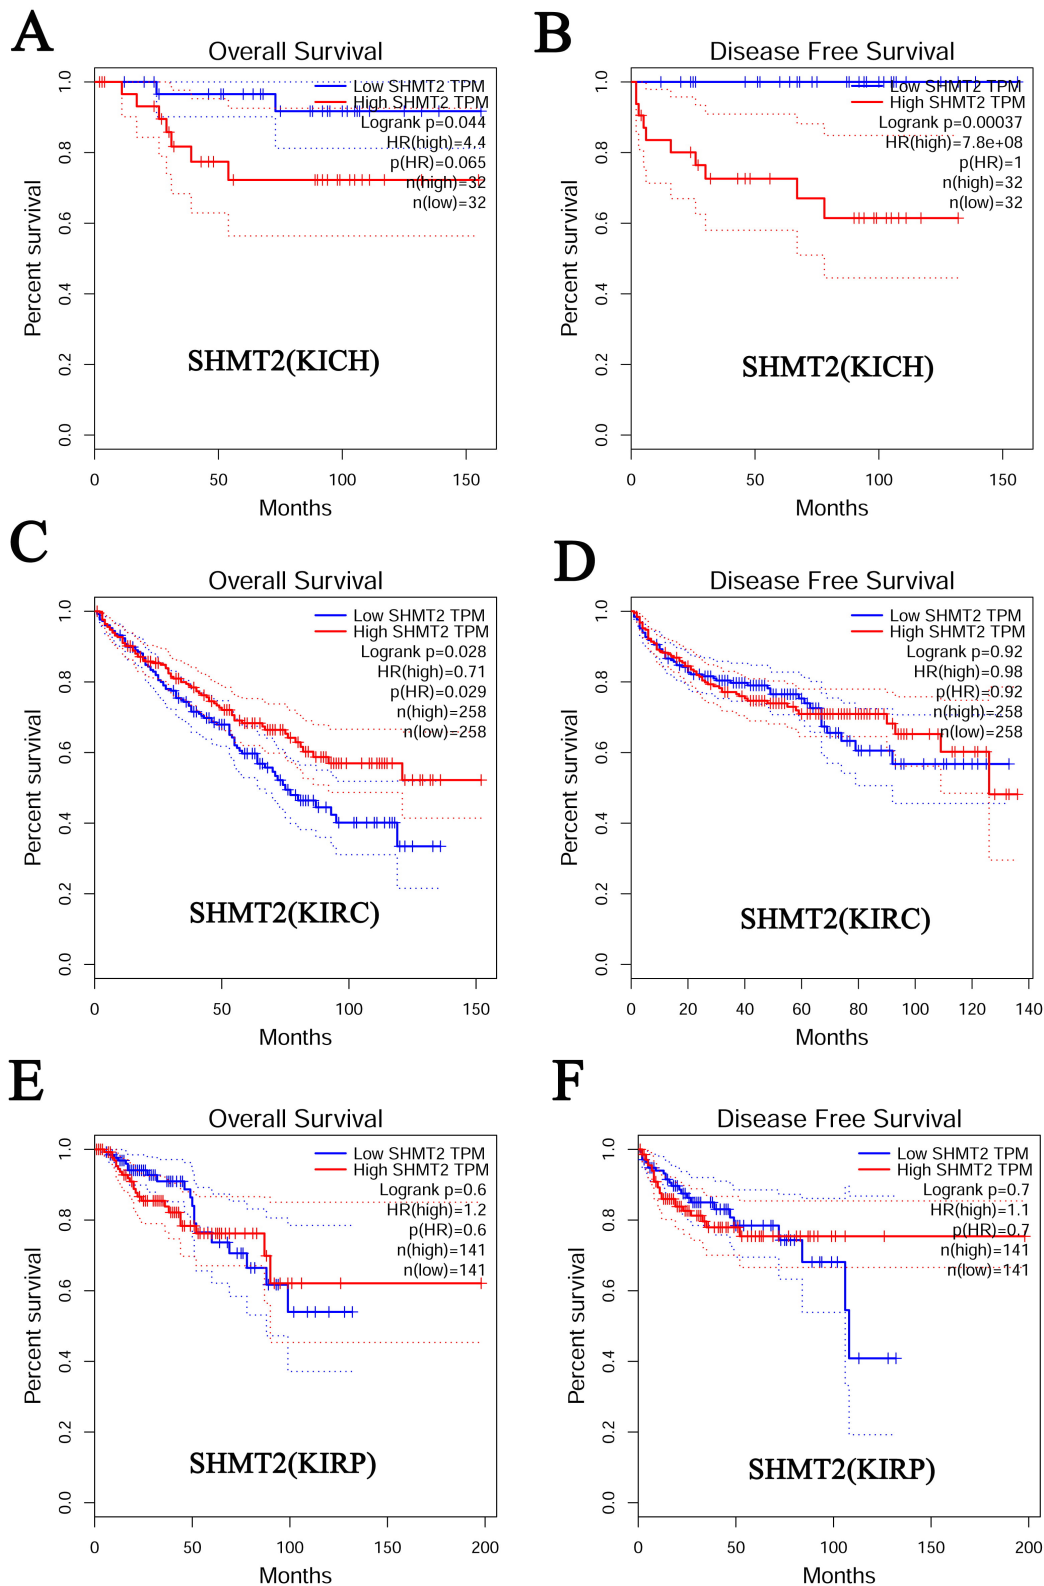 A
Overall Survival
Low SHMT2 TPM
High SHMT2 TPM
Logrank p=0.044
HR(high)=4.4
p(HR)=0.065
n(high)=32
n(low)=32
Percent survival
0.0 0.2 0.4 0.6 0.8 1.0
SHMT2(KICH)
0 50 100 150
Months
B
Disease Free Survival
Low SHMT2 TPM
High SHMT2 TPM
Logrank p=0.00037
HR(high)=7.8e+08
p(HR)=1
n(high)=32
n(low)=32
Percent survival
0.0 0.2 0.4 0.6 0.8 1.0
SHMT2(KICH)
0 50 100 150
Months
C
Overall Survival
Low SHMT2 TPM
High SHMT2 TPM
Logrank p=0.028
HR(high)=0.71
p(HR)=0.029
n(high)=258
n(low)=258
Percent survival
0.0 0.2 0.4 0.6 0.8 1.0
SHMT2(KIRC)
0 50 100 150
Months
D
Disease Free Survival
Low SHMT2 TPM
High SHMT2 TPM
Logrank p=0.92
HR(high)=0.98
p(HR)=0.92
n(high)=258
n(low)=258
Percent survival
0.0 0.2 0.4 0.6 0.8 1.0
SHMT2(KIRC)
0 20 40 60 80 100 120 140
Months
E
Overall Survival
Low SHMT2 TPM
High SHMT2 TPM
Logrank p=0.6
HR(high)=1.2
p(HR)=0.6
n(high)=141
n(low)=141
Percent survival
0.0 0.2 0.4 0.6 0.8 1.0
SHMT2(KIRP)
0 50 100 150 200
Months
F
Disease Free Survival
Low SHMT2 TPM
High SHMT2 TPM
Logrank p=0.7
HR(high)=1.1
p(HR)=0.7
n(high)=141
n(low)=141
Percent survival
0.0 0.2 0.4 0.6 0.8 1.0
SHMT2(KIRP)
0 50 100 150 200
Months